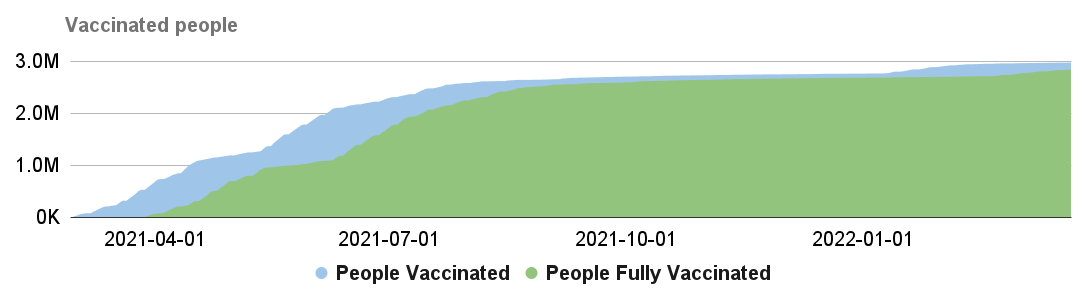 Vaccinated people
3.0M
2.0M
1.0M
0K
2021-04-01 2021-07-01 2021-10-01 2022-01-01
People Vaccinated People Fully Vaccinated